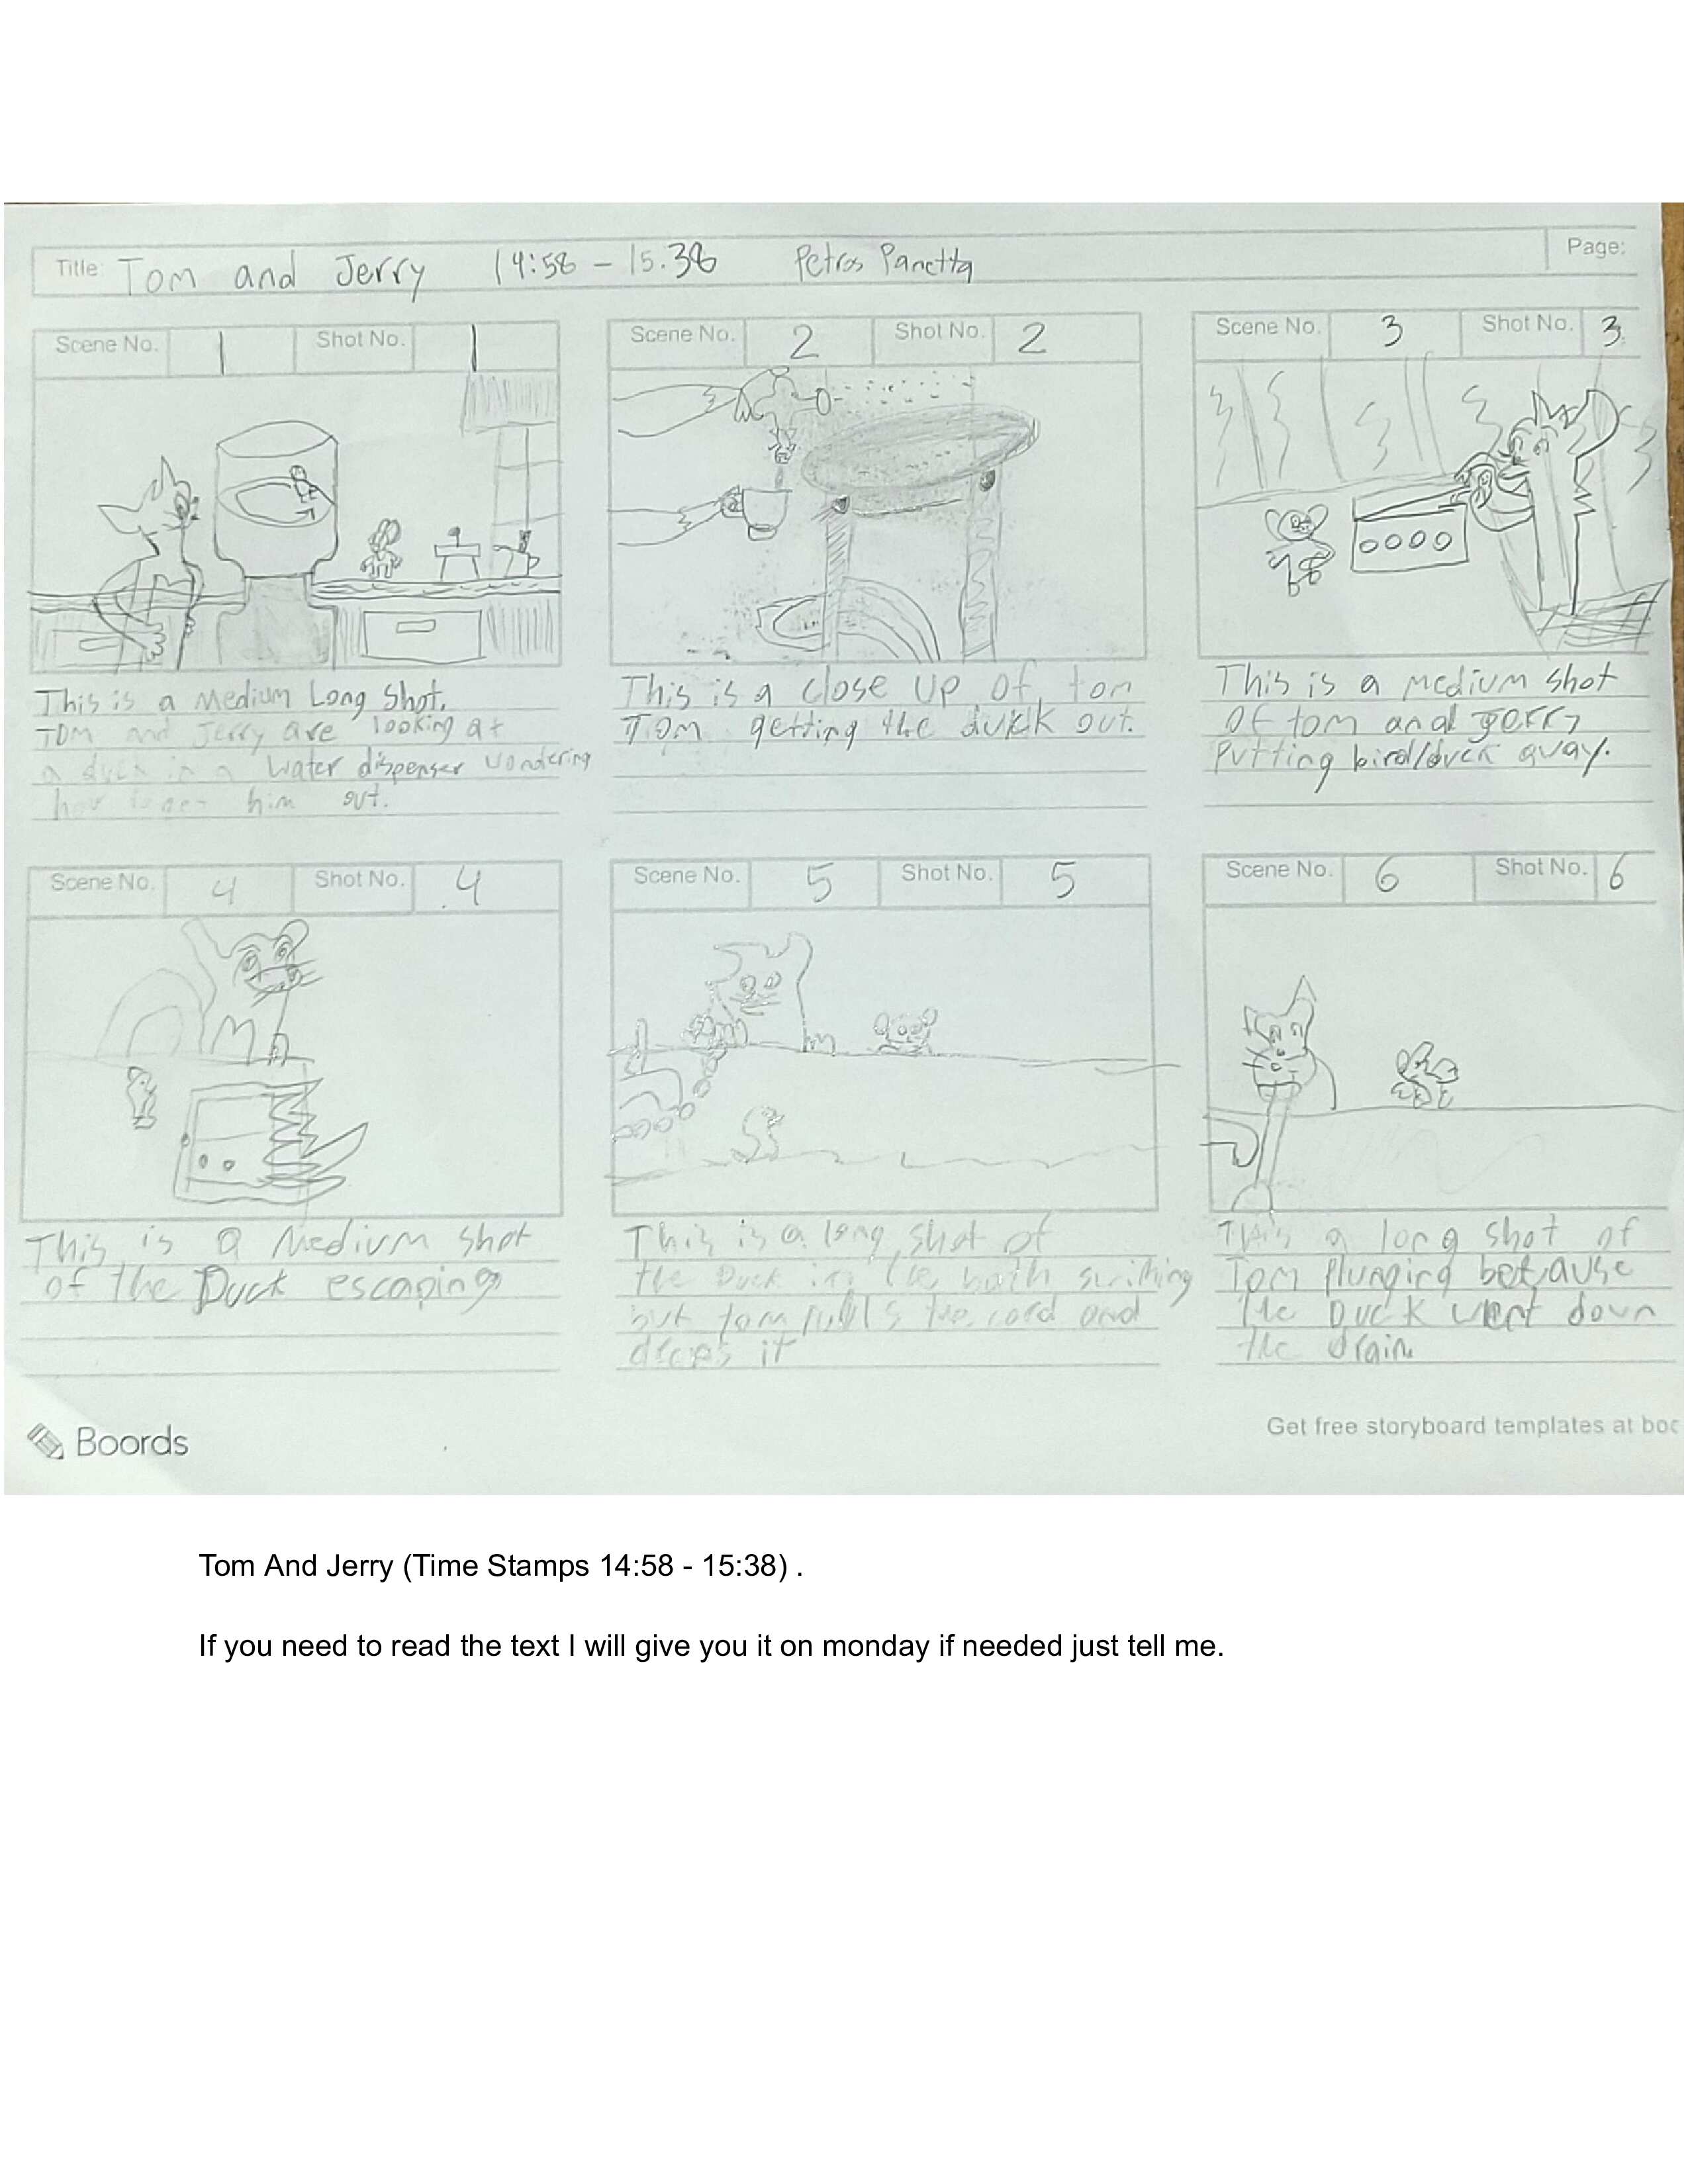 Title: Tom and Jerry 14:58 - 15.38 Petros Panetta Page:
Scene No. 1 Shot No. 1
This is a Medium Long Shot.
Tom and Jerry are looking at
a duck in a water dispenser wondering
how to get him out.
Scene No. 2 Shot No. 2
This is a close up of tom
Tom getting the duck out.
Scene No. 3 Shot No. 3
This is a medium shot
of tom and Jerry
Putting bird/duck away.
Scene No. 4 Shot No. 4
This is a Medium shot
of the Duck escaping
Scene No. 5 Shot No. 5
This is a long shot of
the Duck in the bath
but tom pulls the cord and
drops it
Scene No. 6 Shot No. 6
This a long shot of
Tom Plunging because
the Duck went down
the drain
Boords
Get free storyboard templates at boo
Tom And Jerry (Time Stamps 14:58 - 15:38) .
If you need to read the text I will give you it on monday if needed just tell me.